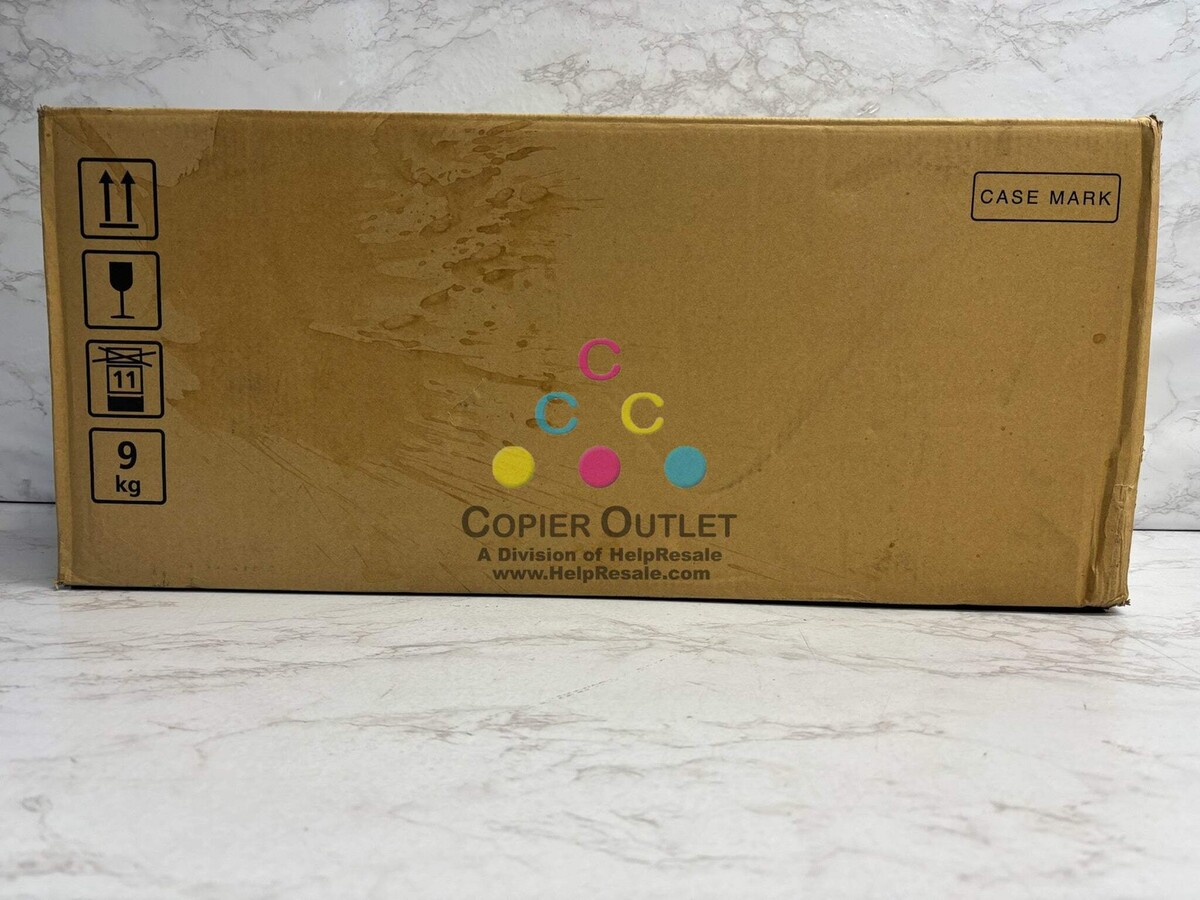 CASE MARK
11
9
kg
C
C C
COPIER OUTLET
A Division of HelpResale
www.HelpResale.com